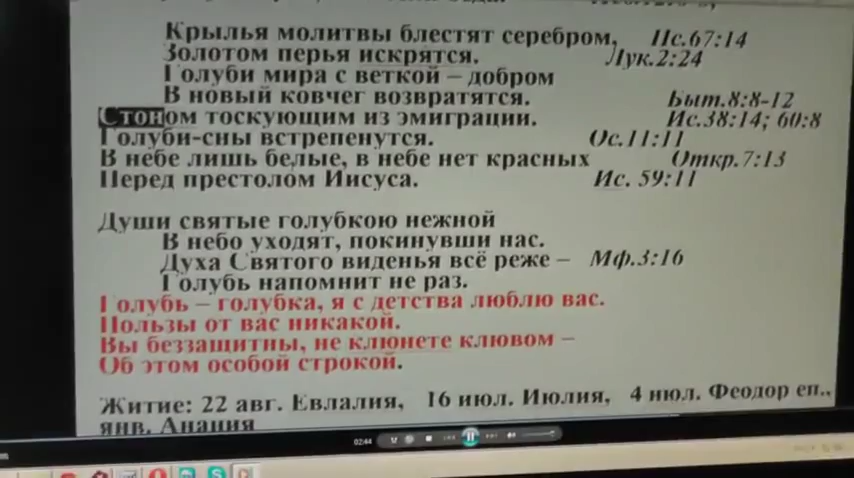 Крылья молитвы блестят серебром, Пс.67:14
Золотом перья искрятся. Лук.2:24
Голуби мира с веткой – добром
В новый ковчег возвратятся. Быт.8:8-12
Стоном тоскующим из эмиграции. Ис.38:14; 60:8
Голуби-сны встрепенутся. Ос.11:11
В небе лишь белые, в небе нет красных Откр.7:13
Перед престолом Иисуса. Ис. 59:11
Души святые голубкою нежной
В небо уходят, покинувши нас.
Духа Святого виденья всё реже – Мф.3:16
Голубь напомнит не раз.
Голубь – голубка, я с детства люблю вас.
Пользы от вас никакой.
Вы беззащитны, не клюнете клювом –
Об этом особой строкой.
Житие: 22 авг. Евлалия, 16 июл. Июлия, 4 июл. Феодор еп.,
янв. Анания
02:44